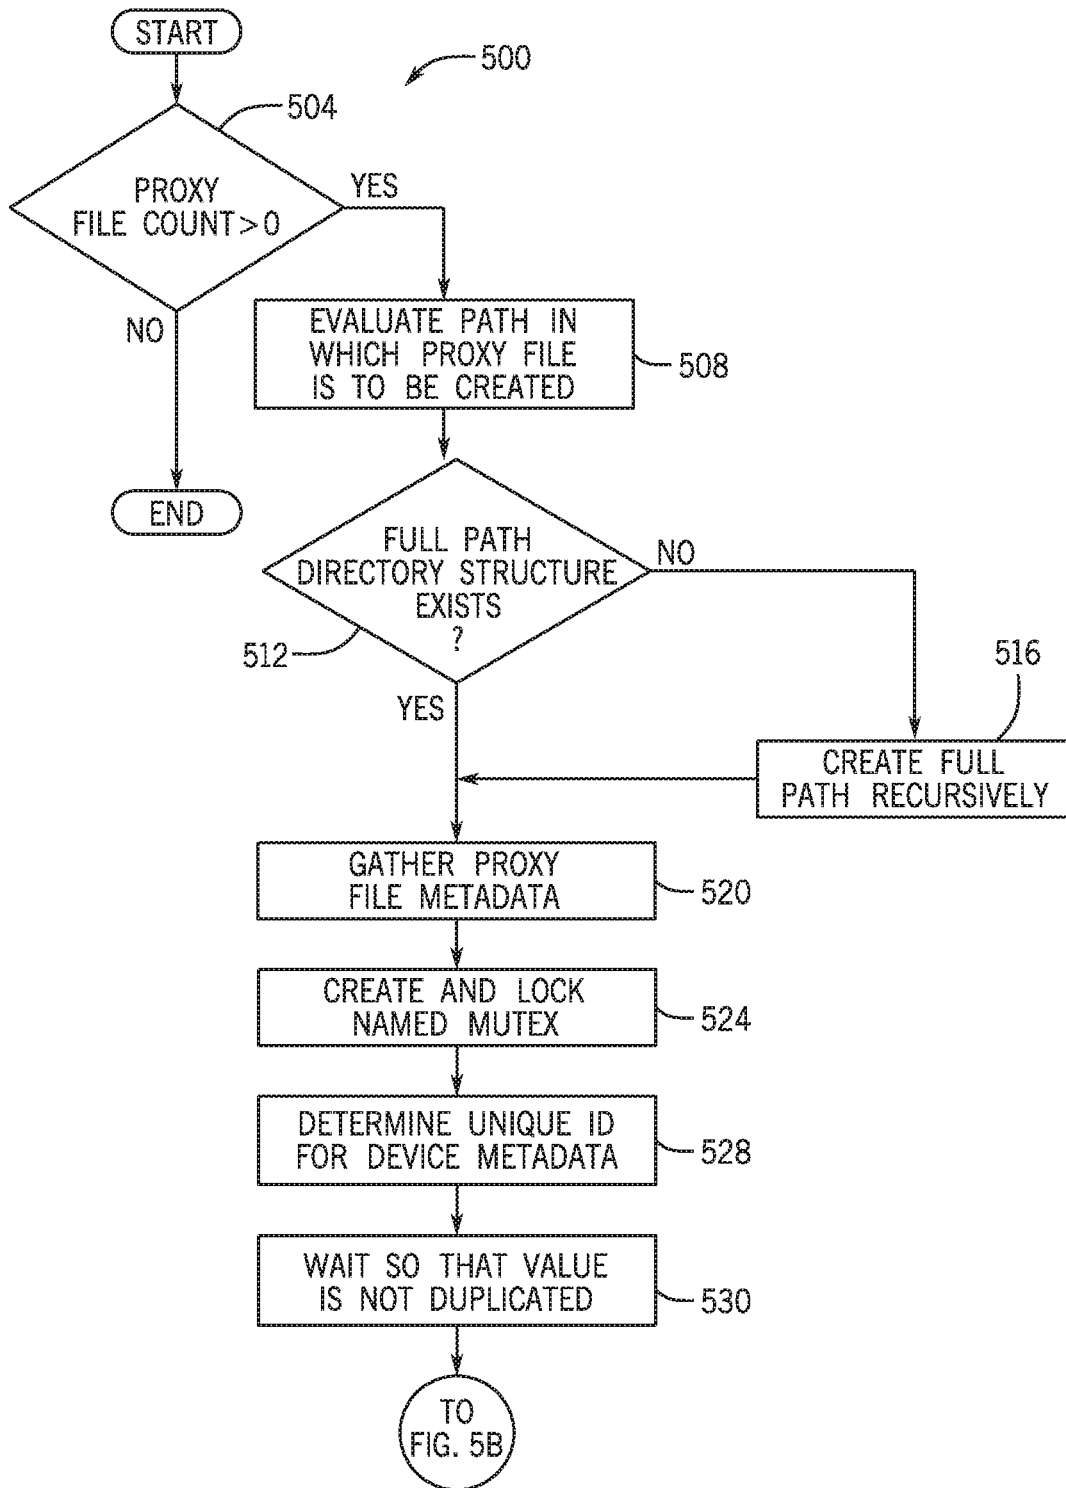 START
500
504
PROXY
FILE COUNT>0
YES
NO
EVALUATE PATH IN
WHICH PROXY FILE
IS TO BE CREATED
508
END
FULL PATH
DIRECTORY STRUCTURE
EXISTS
?
NO
512
516
YES
CREATE FULL
PATH RECURSIVELY
GATHER PROXY
FILE METADATA
520
CREATE AND LOCK
NAMED MUTEX
524
DETERMINE UNIQUE ID
FOR DEVICE METADATA
528
WAIT SO THAT VALUE
IS NOT DUPLICATED
530
TO
FIG. 5B